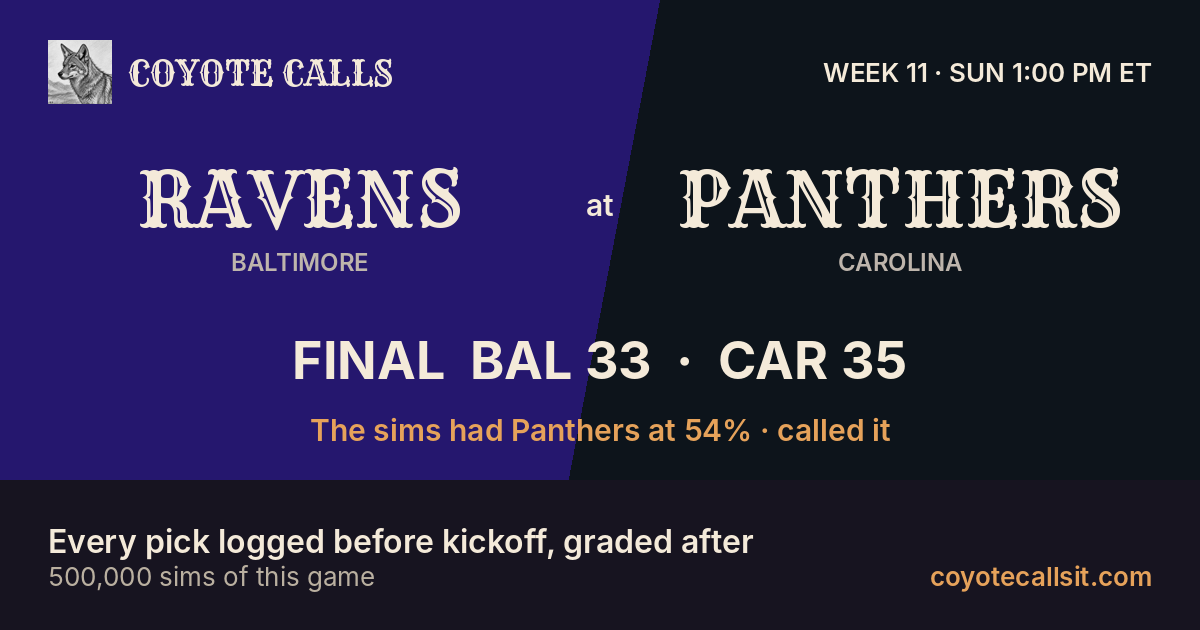 COYOTE CALLS
WEEK 11 · SUN 1:00 PM ET
RAVENS at PANTHERS
BALTIMORE CAROLINA
FINAL BAL 33 · CAR 35
The sims had Panthers at 54% · called it
Every pick logged before kickoff, graded after
500,000 sims of this game
coyotecallsit.com